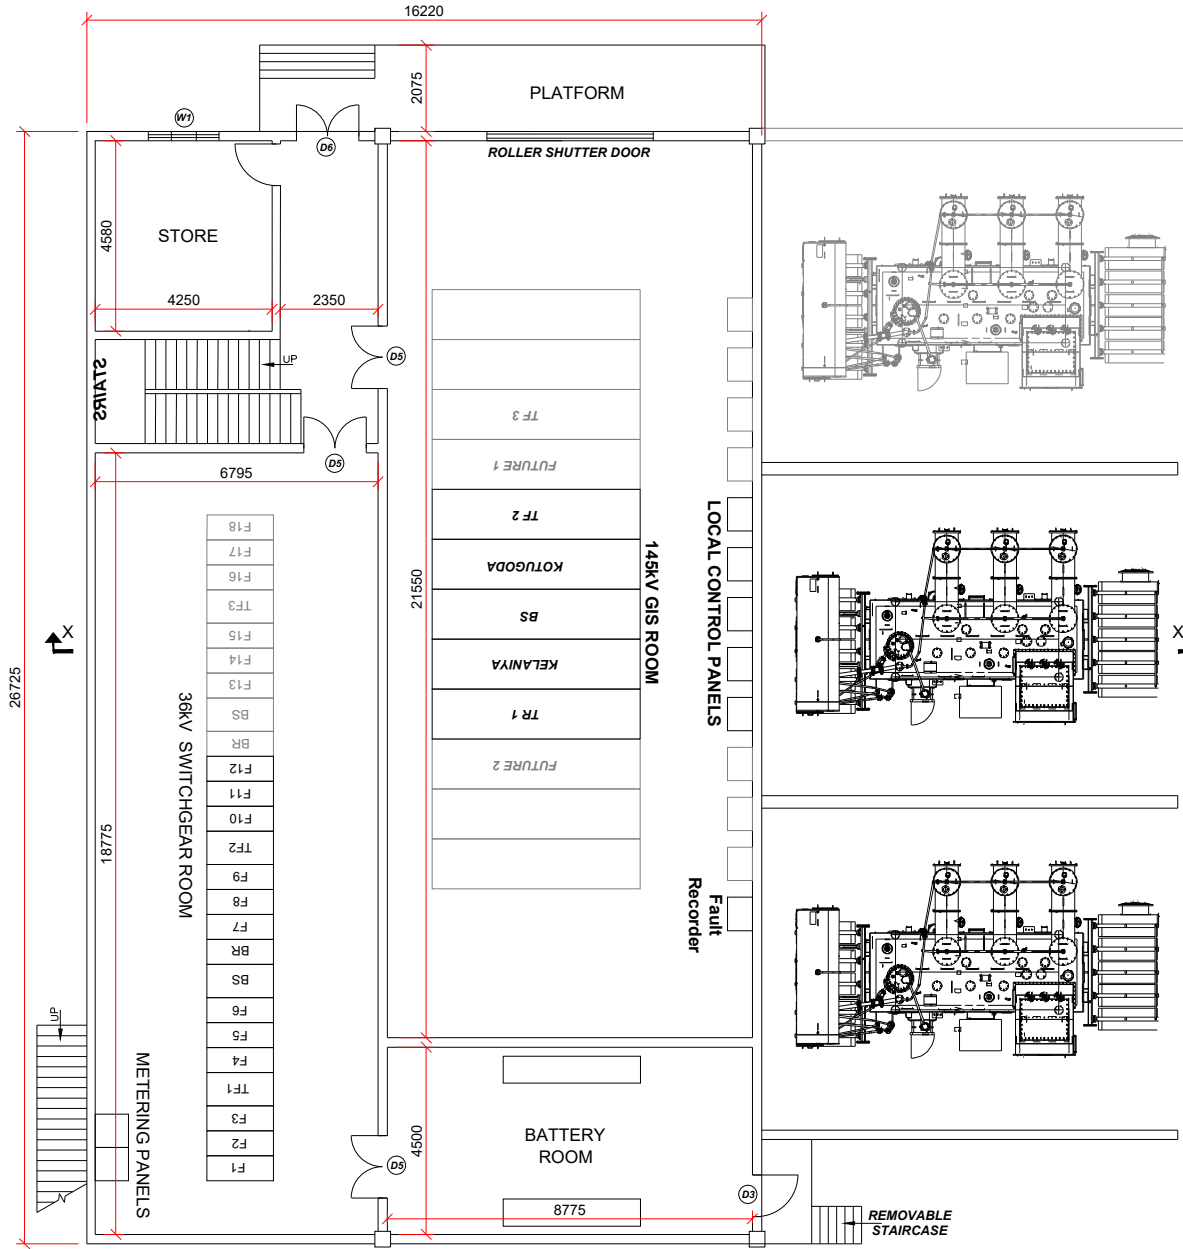 16220
2075
PLATFORM
W1
D6
ROLLER SHUTTER DOOR
4580
STORE
4250
2350
UP
STAIRS
D5
D5
6795
TF 3
FUTURE 1
TF 2
KOTUGODA
BS
KELANIYA
TR 1
FUTURE 2
145kV GIS ROOM
LOCAL CONTROL PANELS
21550
26725
X
X
F18
F17
F16
TF3
F15
F14
F13
BS
BR
F12
F11
F10
TF2
F9
F8
F7
BR
BS
F6
F5
F4
TF1
F3
F2
F1
36kV SWITCHGEAR ROOM
18775
Fault
Recorder
UP
METERING PANELS
4500
BATTERY
ROOM
D5
D3
8775
REMOVABLE
STAIRCASE